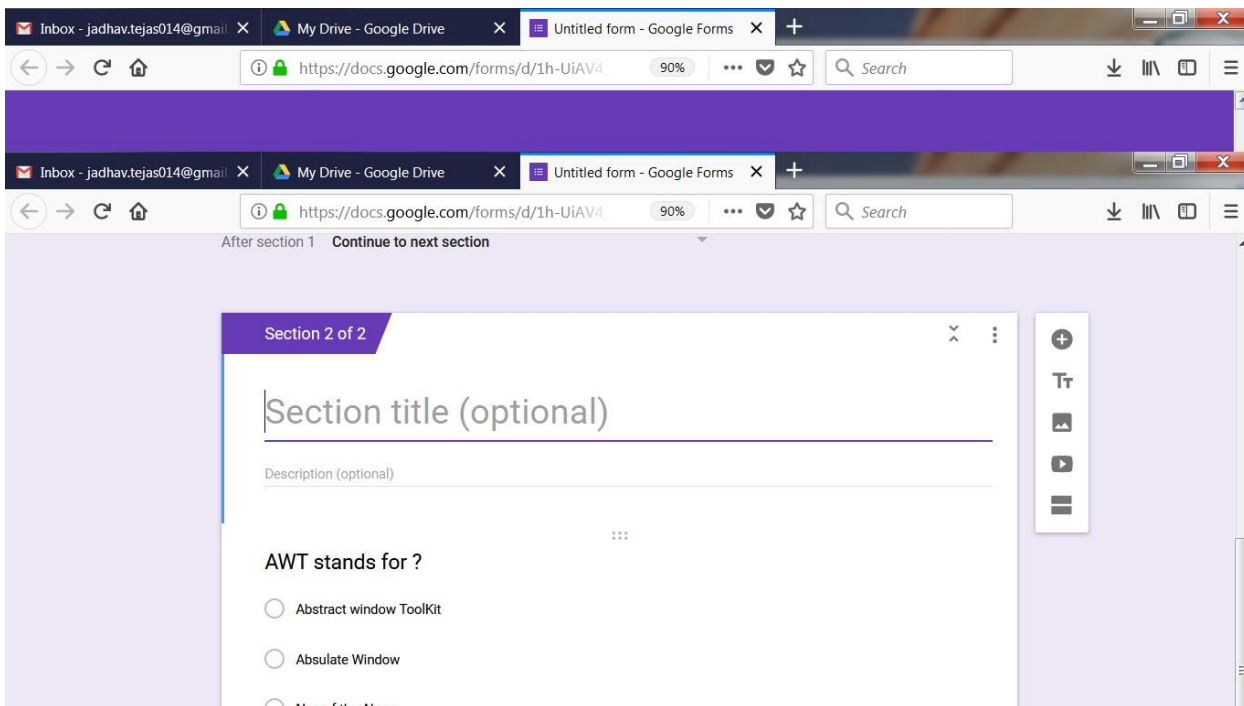 Inbox - jadhav.tejas014@gmail. My Drive - Google Drive Untitled form - Google Forms
https://docs.google.com/forms/d/1h-UiAV4 90% Search
Inbox - jadhav.tejas014@gmail. My Drive - Google Drive Untitled form - Google Forms
https://docs.google.com/forms/d/1h-UiAV4 90% Search
After section 1 Continue to next section
Section 2 of 2
Tт
Section title (optional)
Description (optional)
AWT stands for ?
Abstract window ToolKit
Absulate Window